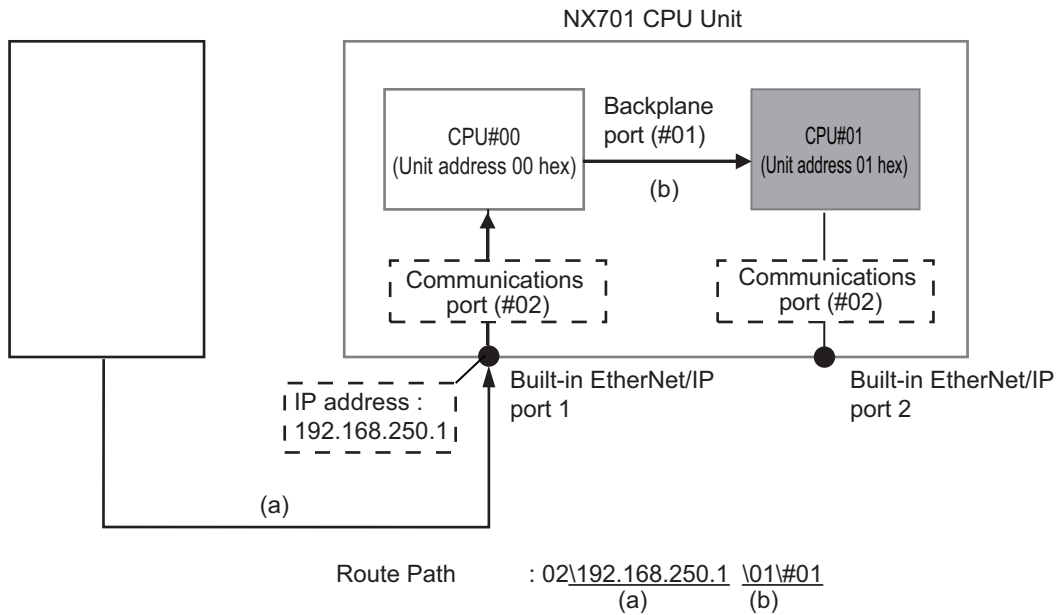 NX701 CPU Unit
CPU#00
(Unit address 00 hex)
Backplane
port (#01)
(b)
CPU#01
(Unit address 01 hex)
Communications
port (#02)
Communications
port (#02)
IP address :
192.168.250.1
Built-in EtherNet/IP
port 1
Built-in EtherNet/IP
port 2
(a)
Route Path : 02\192.168.250.1 \01\#01
(a) (b)